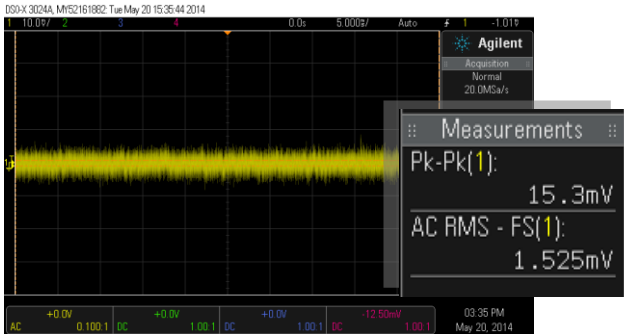 DSO-X 3024A, MY52161882: Tue May 20 15:35:44 2014
1 10.0♉/ 2 3 4 0.0s 5.000♉/ Auto 1 -1.01♉
Agilent
Acquisition
Normal
20.0MSa/s
Measurements
Pk-Pk(1):
15.3mV
AC RMS - FS(1):
1.525mV
+0.0V +0.0V +0.0V -12.50mV
AC 0.100:1 DC 1.00:1 DC 1.00:1 DC 1.00:1
03:35 PM
May 20, 2014